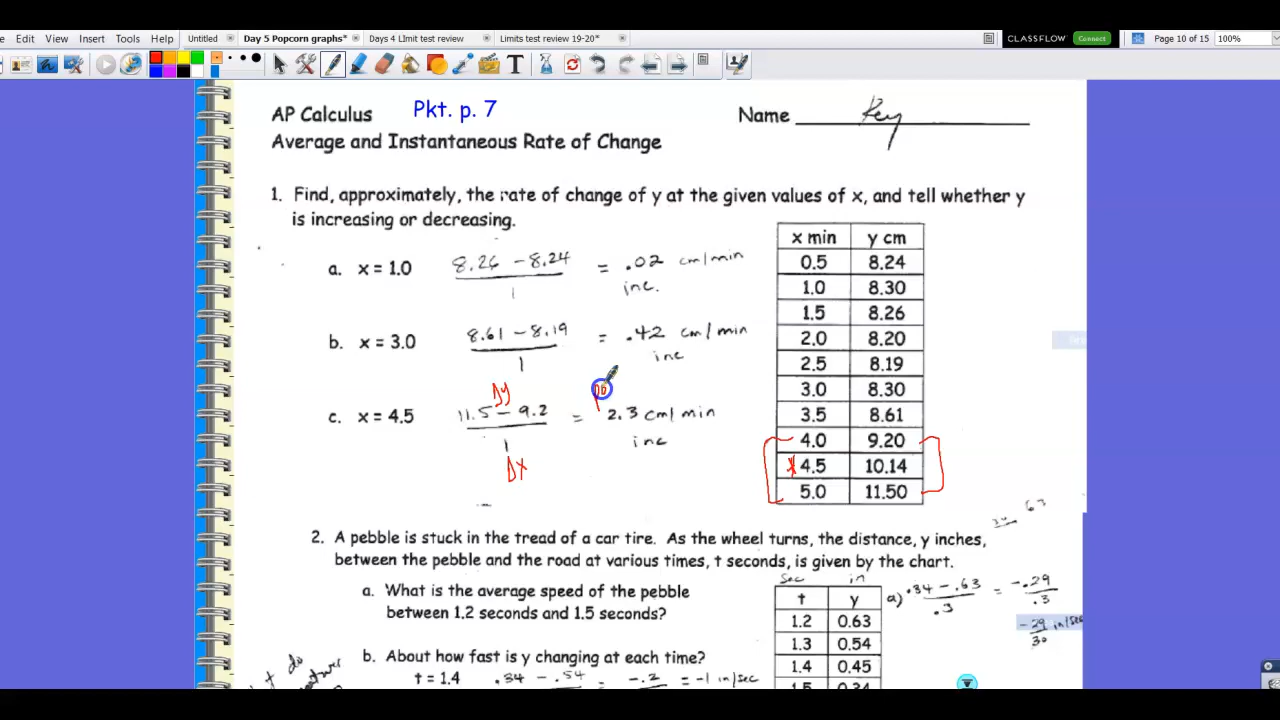 Edit View Insert Tools Help Untitled Day 5 Popcorn graphs* Days 4 LImit test review Limits test review 19-20* CLASSFLOW Connect Page 10 of 15 100%
AP Calculus Pkt. p. 7 Name Key
Average and Instantaneous Rate of Change
1. Find, approximately, the rate of change of y at the given values of x, and tell whether y
is increasing or decreasing.
a. x = 1.0 8.26 - 8.24 / 1 = .02 cm/min
inc.
b. x = 3.0 8.61 - 8.19 / 1 = .42 cm/min
inc
Δy
c. x = 4.5 11.5 - 9.2 / 1 = 2.3 cm/min
inc
Δx
x min y cm
0.5 8.24
1.0 8.30
1.5 8.26
2.0 8.20
2.5 8.19
3.0 8.30
3.5 8.61
4.0 9.20
4.5 10.14
5.0 11.50
2. A pebble is stuck in the tread of a car tire. As the wheel turns, the distance, y inches,
between the pebble and the road at various times, t seconds, is given by the chart.
a. What is the average speed of the pebble
between 1.2 seconds and 1.5 seconds?
sec in
t y
1.2 0.63
1.3 0.54
1.4 0.45
a) .34 - .63 / .3 = -.29 / .3
-29 / 30 in/sec
b. About how fast is y changing at each time?
t = 1.4 .34 - .54 = -.2 = -1 in/sec